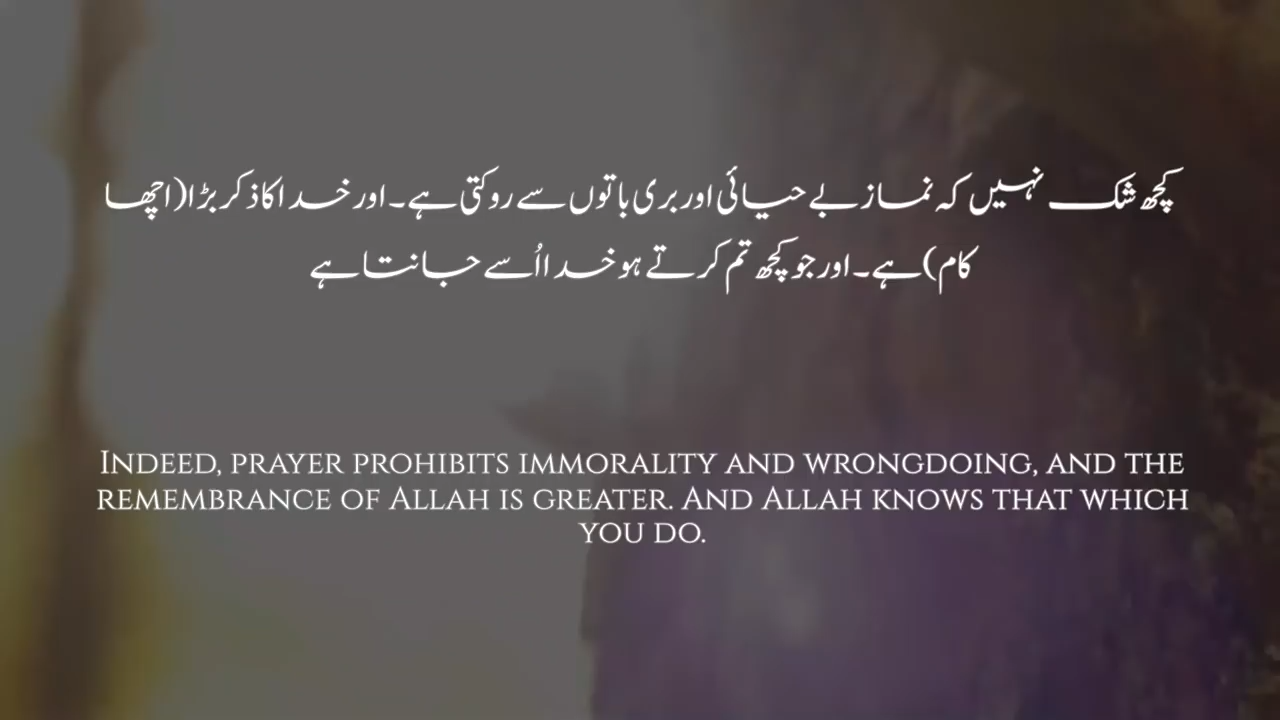 کچھ شک نہیں کہ نماز بے حیائی اور بری باتوں سے روکتی ہے۔ اور خدا کا ذکر بڑا (اچھا
کام) ہے۔ اور جو کچھ تم کرتے ہو خدا اُسے جانتا ہے
Indeed, prayer prohibits immorality and wrongdoing, and the
remembrance of Allah is greater. And Allah knows that which
you do.